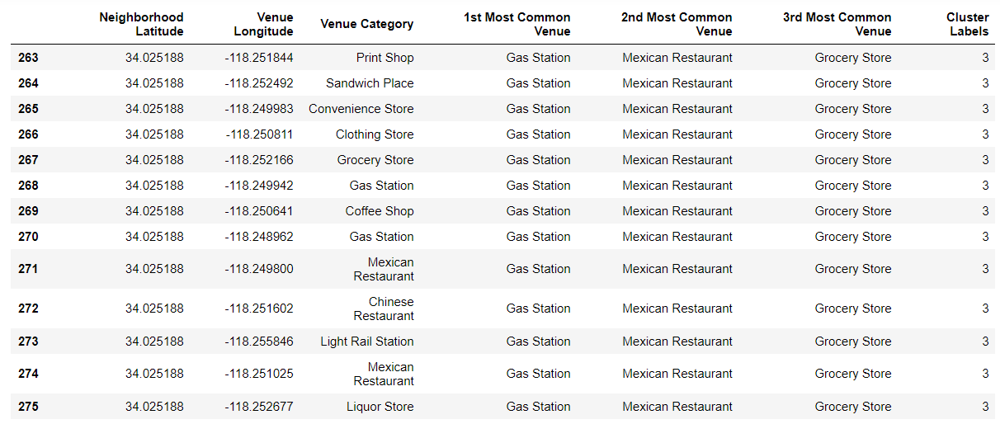 Neighborhood Latitude Venue Longitude Venue Category 1st Most Common Venue 2nd Most Common Venue 3rd Most Common Venue Cluster Labels
263 34.025188 -118.251844 Print Shop Gas Station Mexican Restaurant Grocery Store 3
264 34.025188 -118.252492 Sandwich Place Gas Station Mexican Restaurant Grocery Store 3
265 34.025188 -118.249983 Convenience Store Gas Station Mexican Restaurant Grocery Store 3
266 34.025188 -118.250811 Clothing Store Gas Station Mexican Restaurant Grocery Store 3
267 34.025188 -118.252166 Grocery Store Gas Station Mexican Restaurant Grocery Store 3
268 34.025188 -118.249942 Gas Station Gas Station Mexican Restaurant Grocery Store 3
269 34.025188 -118.250641 Coffee Shop Gas Station Mexican Restaurant Grocery Store 3
270 34.025188 -118.248962 Gas Station Gas Station Mexican Restaurant Grocery Store 3
271 34.025188 -118.249800 Mexican Restaurant Gas Station Mexican Restaurant Grocery Store 3
272 34.025188 -118.251602 Chinese Restaurant Gas Station Mexican Restaurant Grocery Store 3
273 34.025188 -118.255846 Light Rail Station Gas Station Mexican Restaurant Grocery Store 3
274 34.025188 -118.251025 Mexican Restaurant Gas Station Mexican Restaurant Grocery Store 3
275 34.025188 -118.252677 Liquor Store Gas Station Mexican Restaurant Grocery Store 3